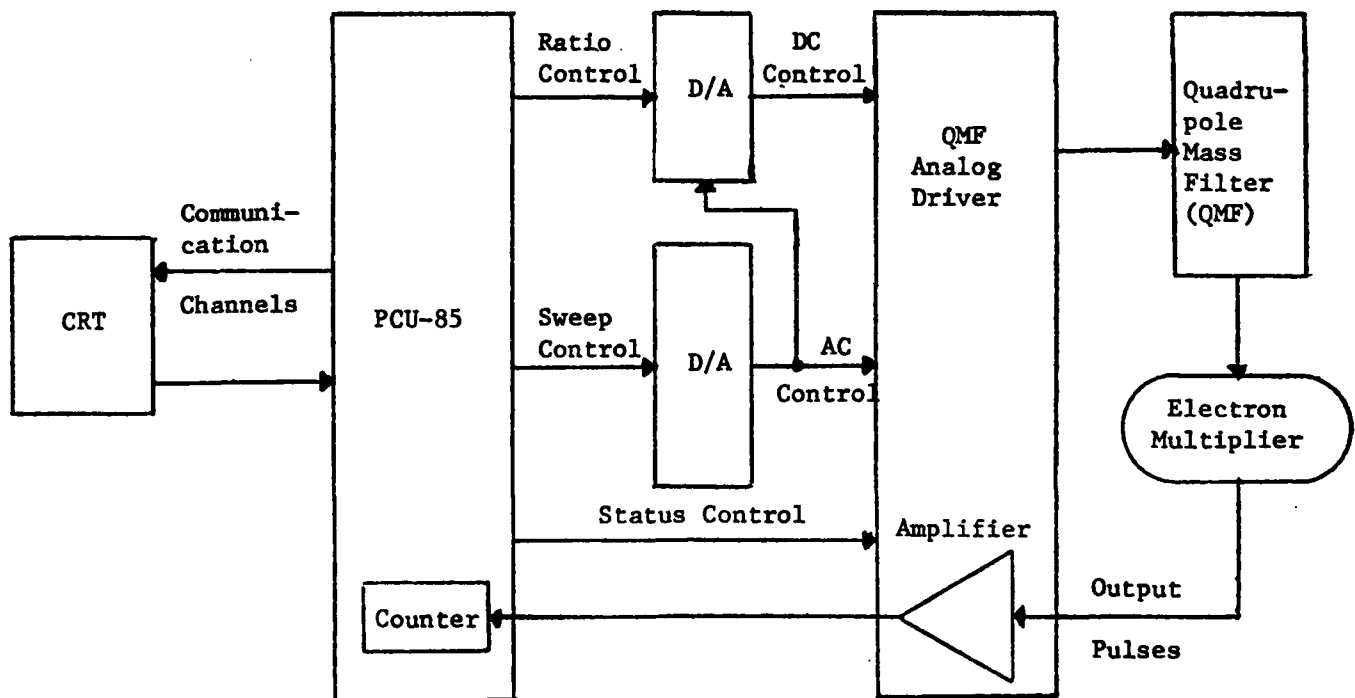 Ratio
Control
D/A
DC
Control
QMF
Analog
Driver
Quadru-
pole
Mass
Filter
(QMF)
Communi-
cation
Channels
CRT
PCU-85
Sweep
Control
D/A
AC
Control
Electron
Multiplier
Status Control
Amplifier
Counter
Output
Pulses